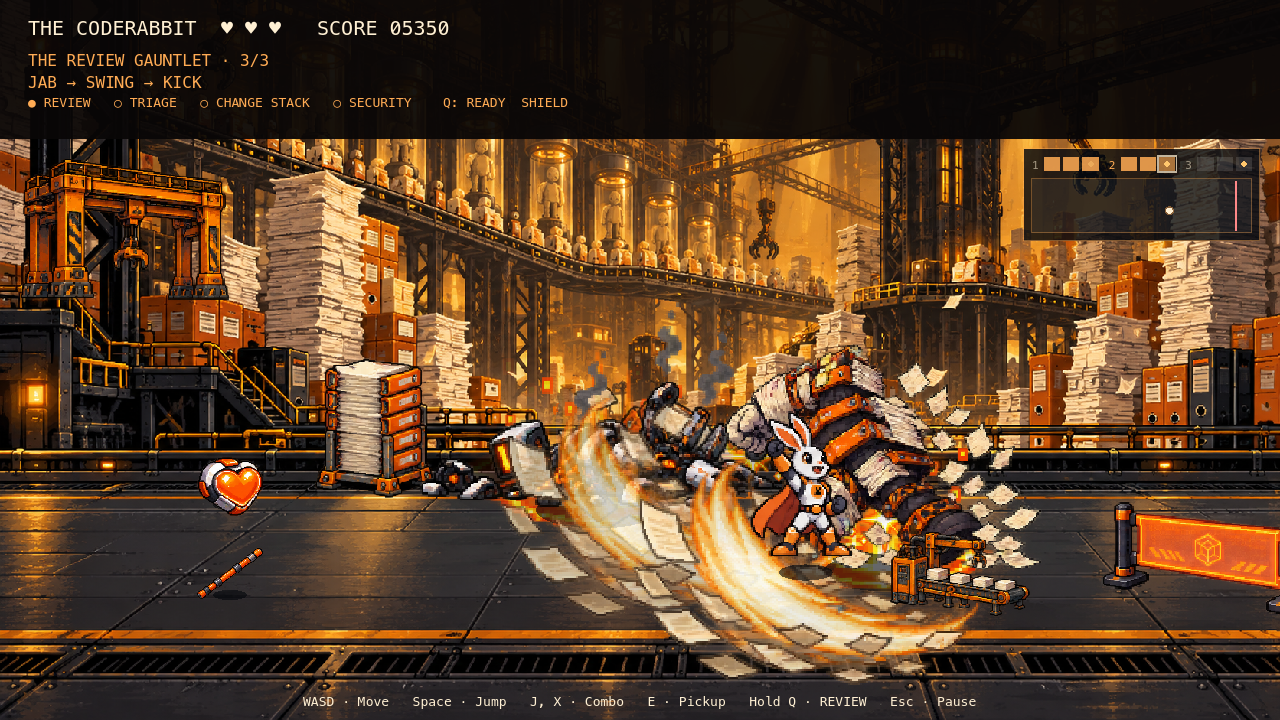 THE CODERABBIT ♥ ♥ ♥ SCORE 05350
THE REVIEW GAUNTLET · 3/3
JAB → SWING → KICK
● REVIEW ○ TRIAGE ○ CHANGE STACK ○ SECURITY Q: READY SHIELD
1 2 3
WASD · Move Space · Jump J, X · Combo E · Pickup Hold Q · REVIEW Esc · Pause